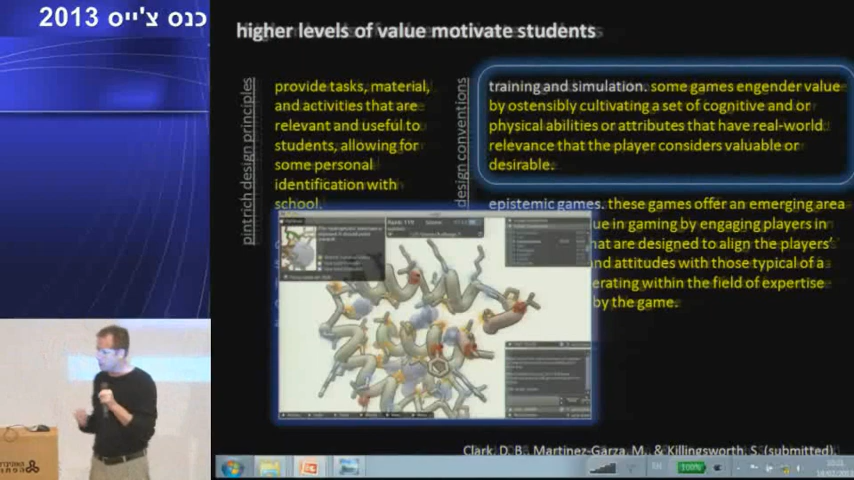 כנס צ'ייס 2013
higher levels of value motivate students
pintrich design principles
provide tasks, material,
and activities that are
relevant and useful to
students, allowing for
some personal
identification with
school.
design conventions
training and simulation. some games engender value
by ostensibly cultivating a set of cognitive and or
physical abilities or attributes that have real-world
relevance that the player considers valuable or
desirable.
epistemic games. these games offer an emerging area
ue in gaming by engaging players in
hat are designed to align the players'
nd attitudes with those typical of a
erating within the field of expertise
by the game.
Clark, D. B., Martinez-Garza, M., & Killingsworth, S. (submitted).
100%